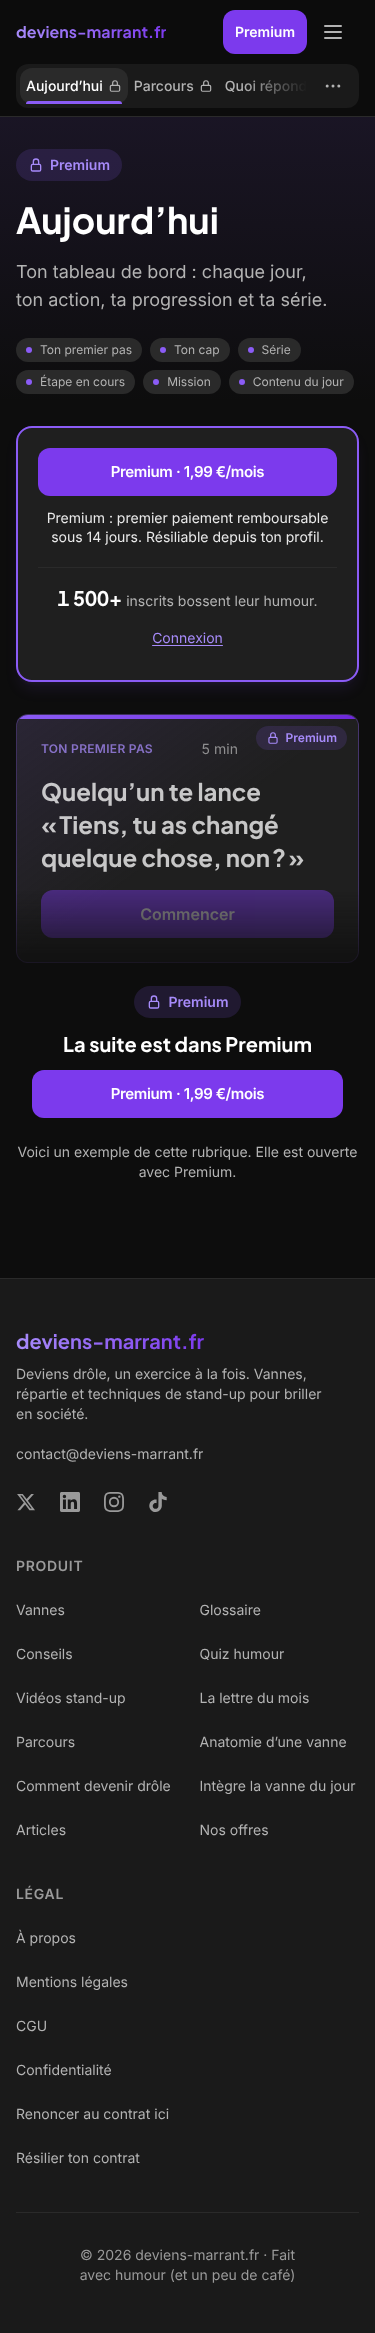 deviens-marrant.fr
Premium
Aujourd’hui
Parcours
Quoi répond
Premium
Aujourd’hui
Ton tableau de bord : chaque jour,
ton action, ta progression et ta série.
Ton premier pas
Ton cap
Série
Étape en cours
Mission
Contenu du jour
Premium · 1,99 €/mois
Premium : premier paiement remboursable
sous 14 jours. Résiliable depuis ton profil.
1 500+ inscrits bossent leur humour.
Connexion
TON PREMIER PAS
5 min
Premium
Quelqu’un te lance
« Tiens, tu as changé
quelque chose, non ? »
Commencer
Premium
La suite est dans Premium
Premium · 1,99 €/mois
Voici un exemple de cette rubrique. Elle est ouverte
avec Premium.
deviens-marrant.fr
Deviens drôle, un exercice à la fois. Vannes,
répartie et techniques de stand-up pour briller
en société.
contact@deviens-marrant.fr
PRODUIT
Vannes
Glossaire
Conseils
Quiz humour
Vidéos stand-up
La lettre du mois
Parcours
Anatomie d’une vanne
Comment devenir drôle
Intègre la vanne du jour
Articles
Nos offres
LÉGAL
À propos
Mentions légales
CGU
Confidentialité
Renoncer au contrat ici
Résilier ton contrat
© 2026 deviens-marrant.fr · Fait
avec humour (et un peu de café)